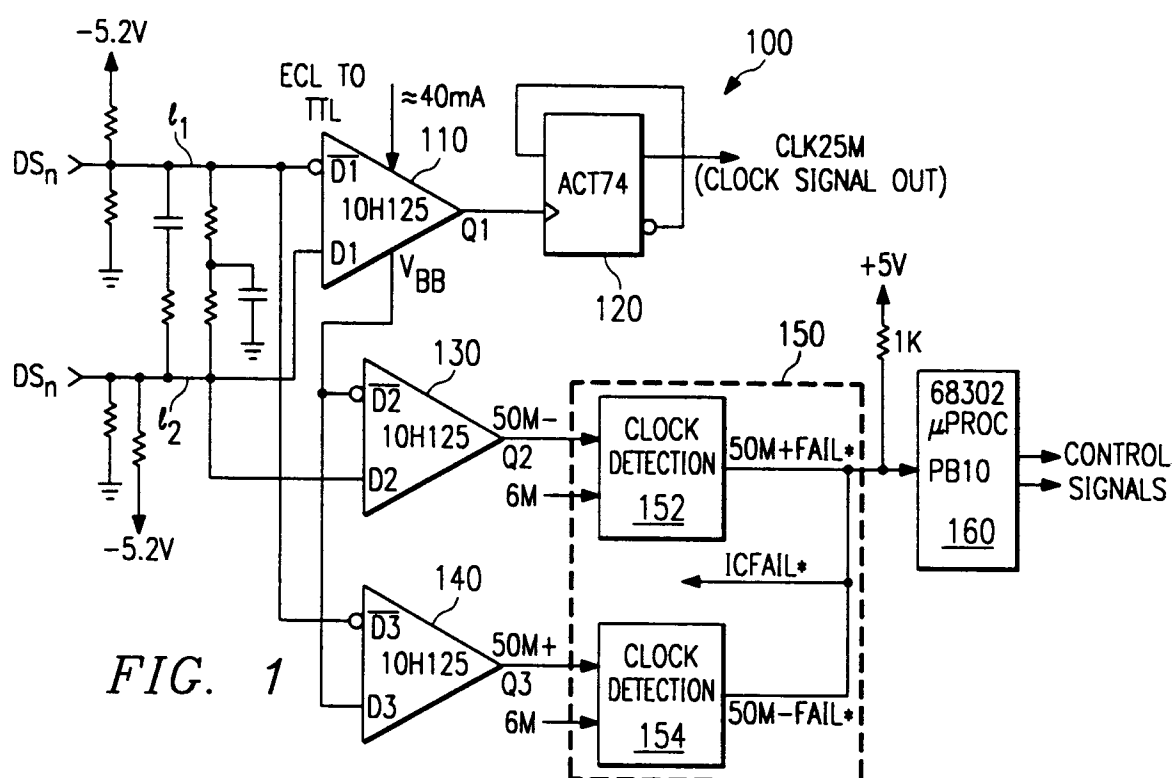 -5.2V
DSn
ℓ1
ECL TO
TTL
≈40mA
110
D1
10H125
D1
Q1
VBB
100
ACT74
120
CLK25M
(CLOCK SIGNAL OUT)
DSn
ℓ2
-5.2V
130
D2
10H125
D2
50M-
Q2
6M
150
CLOCK
DETECTION
152
50M+FAIL*
+5V
1K
68302
μPROC
PB10
160
CONTROL
SIGNALS
ICFAIL*
140
D3
10H125
D3
50M+
Q3
6M
CLOCK
DETECTION
154
50M-FAIL*
FIG. 1